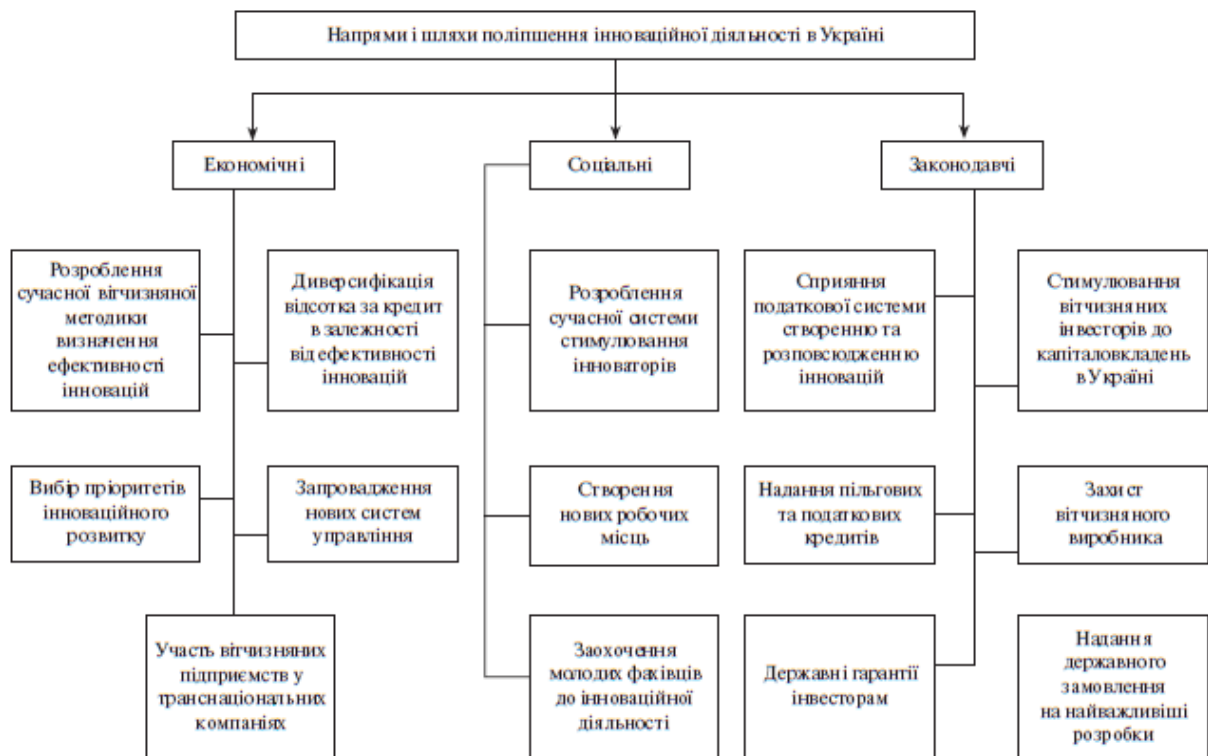 Напрями і шляхи поліпшення інноваційної діяльності в Україні
Економічні
Соціальні
Законодавчі
Розроблення
сучасної вітчизняної
методики
визначення
ефективності
інновацій
Диверсифікація
відсотка за кредит
в залежності
від ефективності
інновацій
Розроблення
сучасної системи
стимулювання
інноваторів
Сприяння
податкової системи
створенню та
розповсюдженню
інновацій
Стимулювання
вітчизняних
інвесторів до
капіталовкладень
в Україні
Вибір пріоритетів
інноваційного
розвитку
Запровадження
нових систем
управління
Створення
нових робочих
місць
Надання пільгових
та податкових
кредитів
Захист
вітчизняного
виробника
Участь вітчизняних
підприємств у
транснаціональних
компаніях
Заохочення
молодих фахівців
до інноваційної
діяльності
Державні гарантії
інвесторам
Надання
державного
замовлення
на найважливіші
розробки